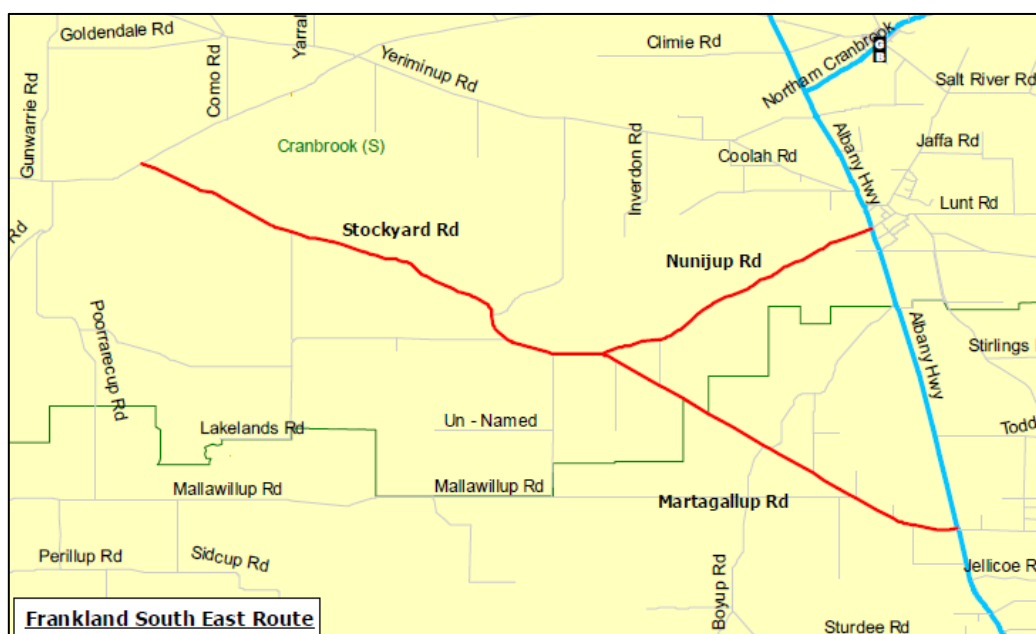 Goldendale Rd
Yarral
Climie Rd
Northam Cranbrook
Gunwarrie Rd
Como Rd
Yeriminup Rd
Salt River Rd
Cranbrook (S)
Inverdon Rd
Coolah Rd
Albany Hwy
Jaffa Rd
Lunt Rd
Rd
Stockyard Rd
Nunijup Rd
Poorrarecup Rd
Albany Hwy
Stirlings
Lakelands Rd
Un - Named
Todd
Mallawillup Rd
Mallawillup Rd
Martagallup Rd
Perillup Rd
Sidcup Rd
Boyup Rd
Jellicoe R
Frankland South East Route
Sturdee Rd